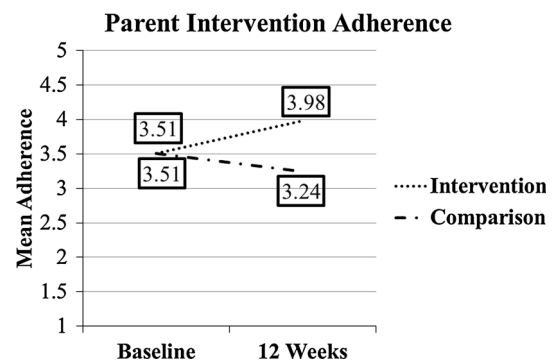 Parent Intervention Adherence
Mean Adherence
5
4.5
4
3.5
3
2.5
2
1.5
1
3.51
3.51
3.98
3.24
Intervention
Comparison
Baseline
12 Weeks